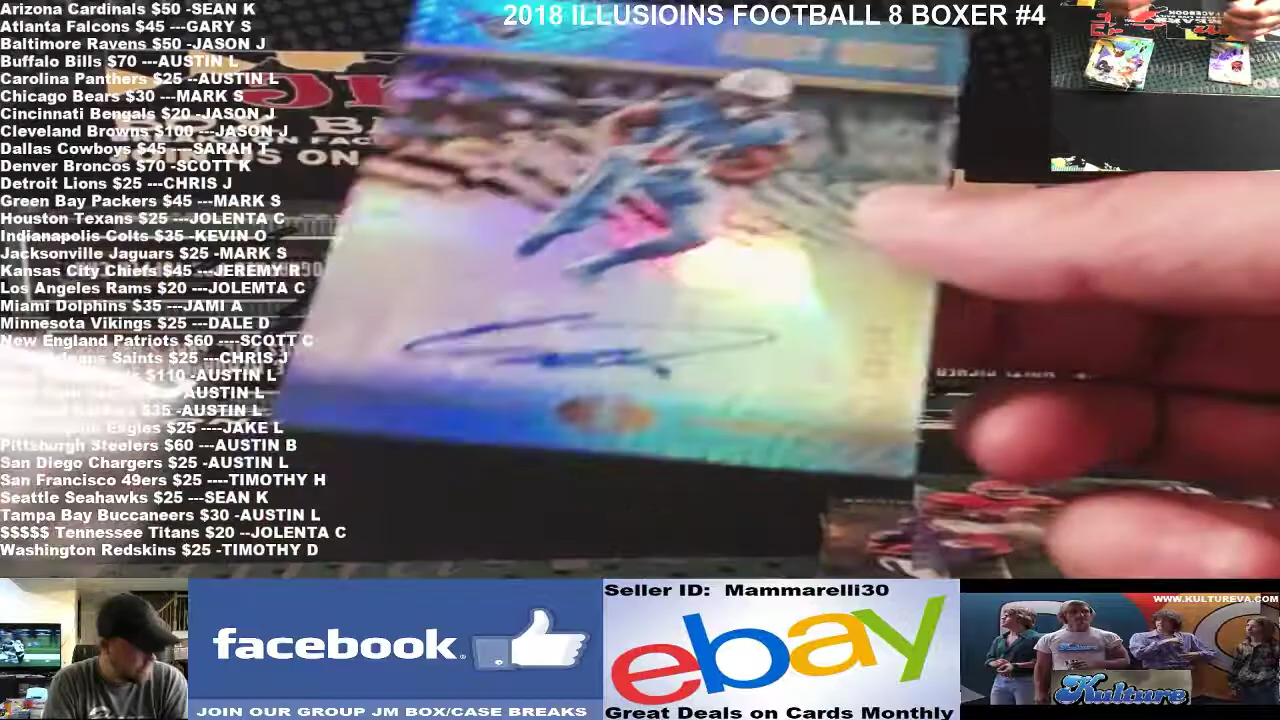 2018 ILLUSIOINS FOOTBALL 8 BOXER #4
Arizona Cardinals $50 -SEAN K
Atlanta Falcons $45 ---GARY S
Baltimore Ravens $50 -JASON J
Buffalo Bills $70 ---AUSTIN L
Carolina Panthers $25 --AUSTIN L
Chicago Bears $30 ---MARK S
Cincinnati Bengals $20 -JASON J
Cleveland Browns $100 ---JASON J
Dallas Cowboys $45 ----SARAH T
Denver Broncos $70 -SCOTT K
Detroit Lions $25 ---CHRIS J
Green Bay Packers $45 ---MARK S
Houston Texans $25 ---JOLENTA C
Indianapolis Colts $35 -KEVIN O
Jacksonville Jaguars $25 -MARK S
Kansas City Chiefs $45 ---JEREMY R
Los Angeles Rams $20 ---JOLEMTA C
Miami Dolphins $35 ---JAMI A
Minnesota Vikings $25 ---DALE D
New England Patriots $60 ----SCOTT C
Saints $25 ---CHRIS J
$110 -AUSTIN L
AUSTIN L
$35 -AUSTIN L
Eagles $25 ----JAKE L
Pittsburgh Steelers $60 ---AUSTIN B
San Diego Chargers $25 -AUSTIN L
San Francisco 49ers $25 ----TIMOTHY H
Seattle Seahawks $25 ---SEAN K
Tampa Bay Buccaneers $30 -AUSTIN L
$$$$$ Tennessee Titans $20 --JOLENTA C
Washington Redskins $25 -TIMOTHY D
facebook
JOIN OUR GROUP JM BOX/CASE BREAKS
Seller ID: Mammarelli30
ebay
Great Deals on Cards Monthly
WWW.KULTUREVA.COM
Kulture